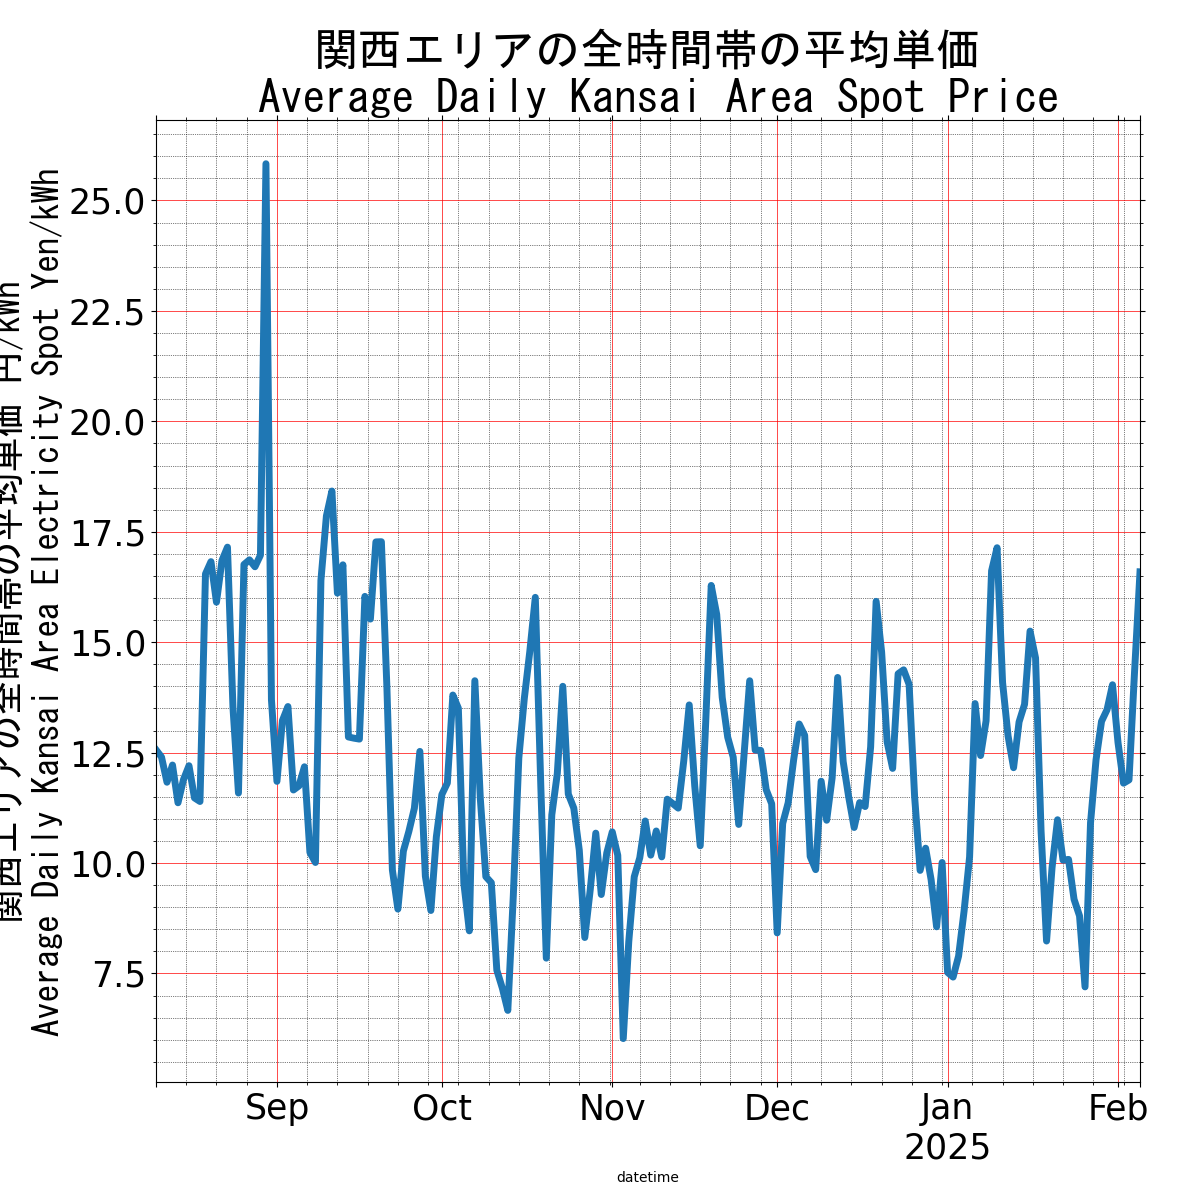 関西エリアの全時間帯の平均単価
Average Daily Kansai Area Spot Price
関西エリアの全時間帯の平均単価 円/kWh
Average Daily Kansai Area Electricity Spot Yen/kWh
25.0
22.5
20.0
17.5
15.0
12.5
10.0
7.5
Sep Oct Nov Dec Jan Feb
2025
datetime